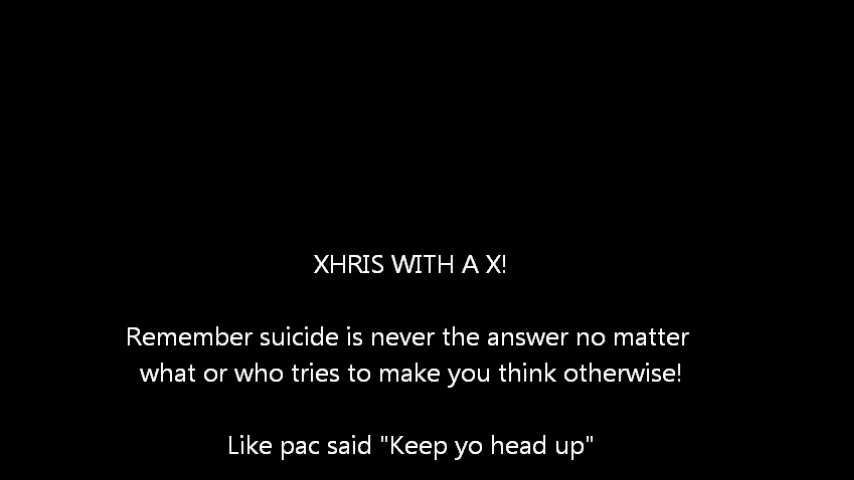 XHRIS WITH A X!
Remember suicide is never the answer no matter
what or who tries to make you think otherwise!
Like pac said "Keep yo head up"